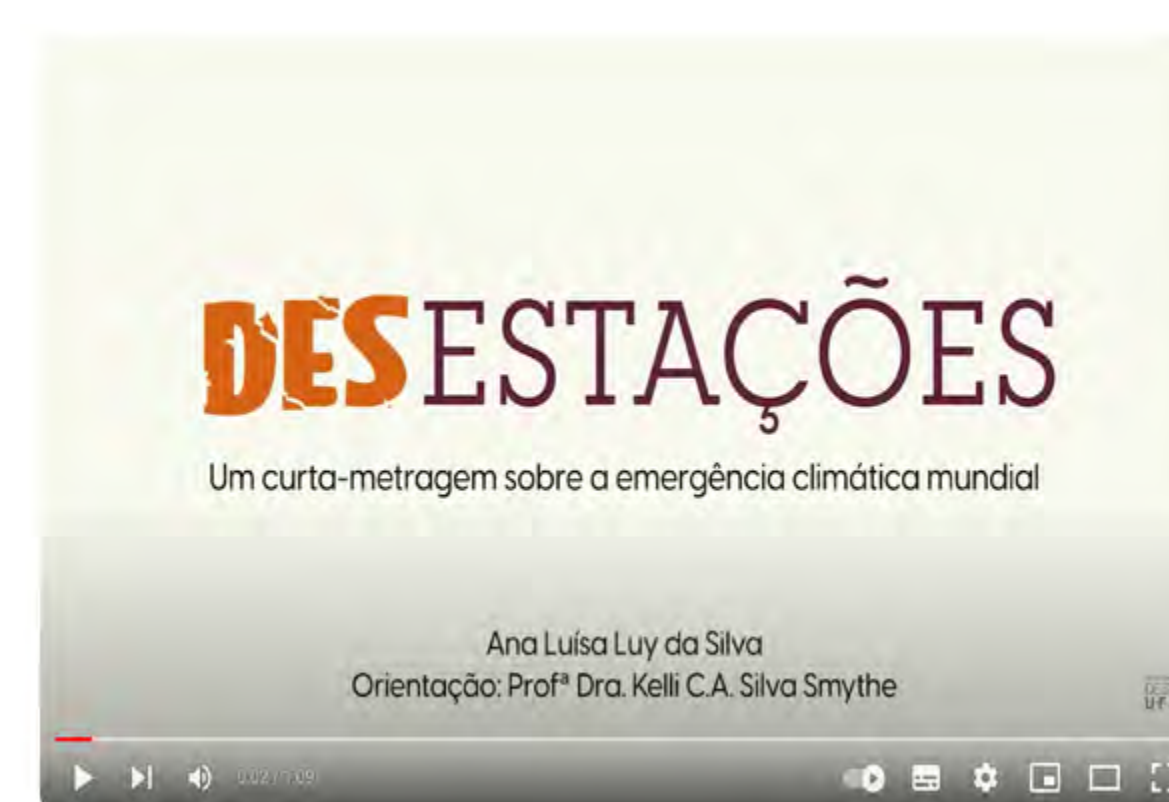 DESESTAÇÕES
Um curta-metragem sobre a emergência climática mundial
Ana Luísa Luy da Silva
Orientação: Profª Dra. Kelli C.A. Silva Smythe